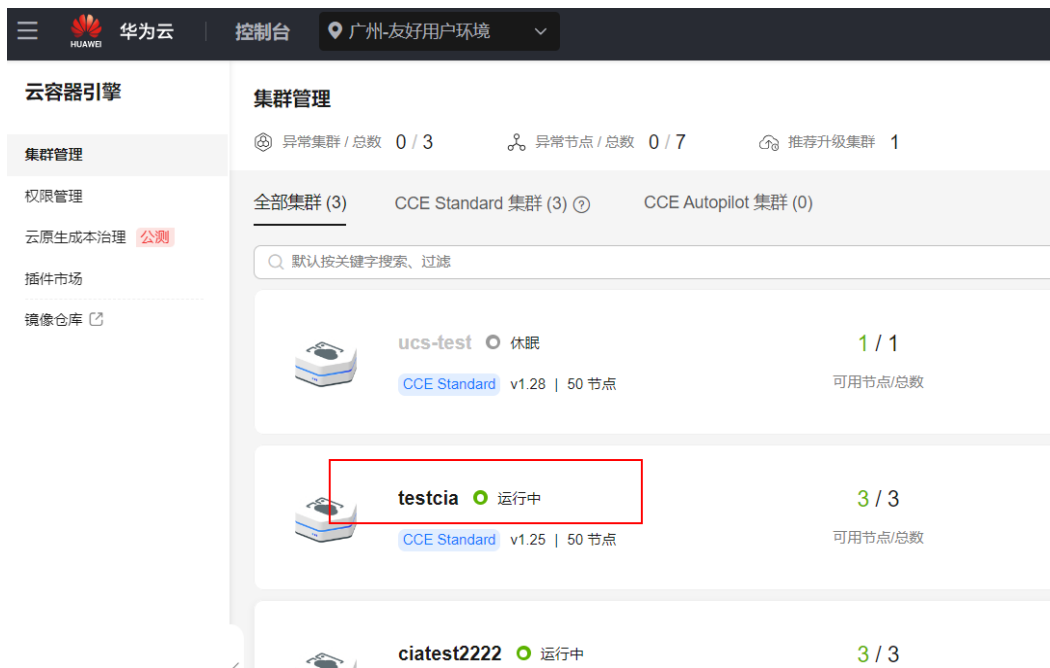 HUAWEI 华为云 控制台 广州-友好用户环境
云容器引擎
集群管理
权限管理
云原生成本治理 公测
插件市场
镜像仓库
集群管理
异常集群 / 总数 0 / 3 异常节点 / 总数 0 / 7 推荐升级集群 1
全部集群 (3) CCE Standard 集群 (3) CCE Autopilot 集群 (0)
默认按关键字搜索、过滤
ucs-test 休眠 1 / 1
CCE Standard v1.28 | 50 节点 可用节点/总数
testcia 运行中 3 / 3
CCE Standard v1.25 | 50 节点 可用节点/总数
ciatest2222 运行中 3 / 3